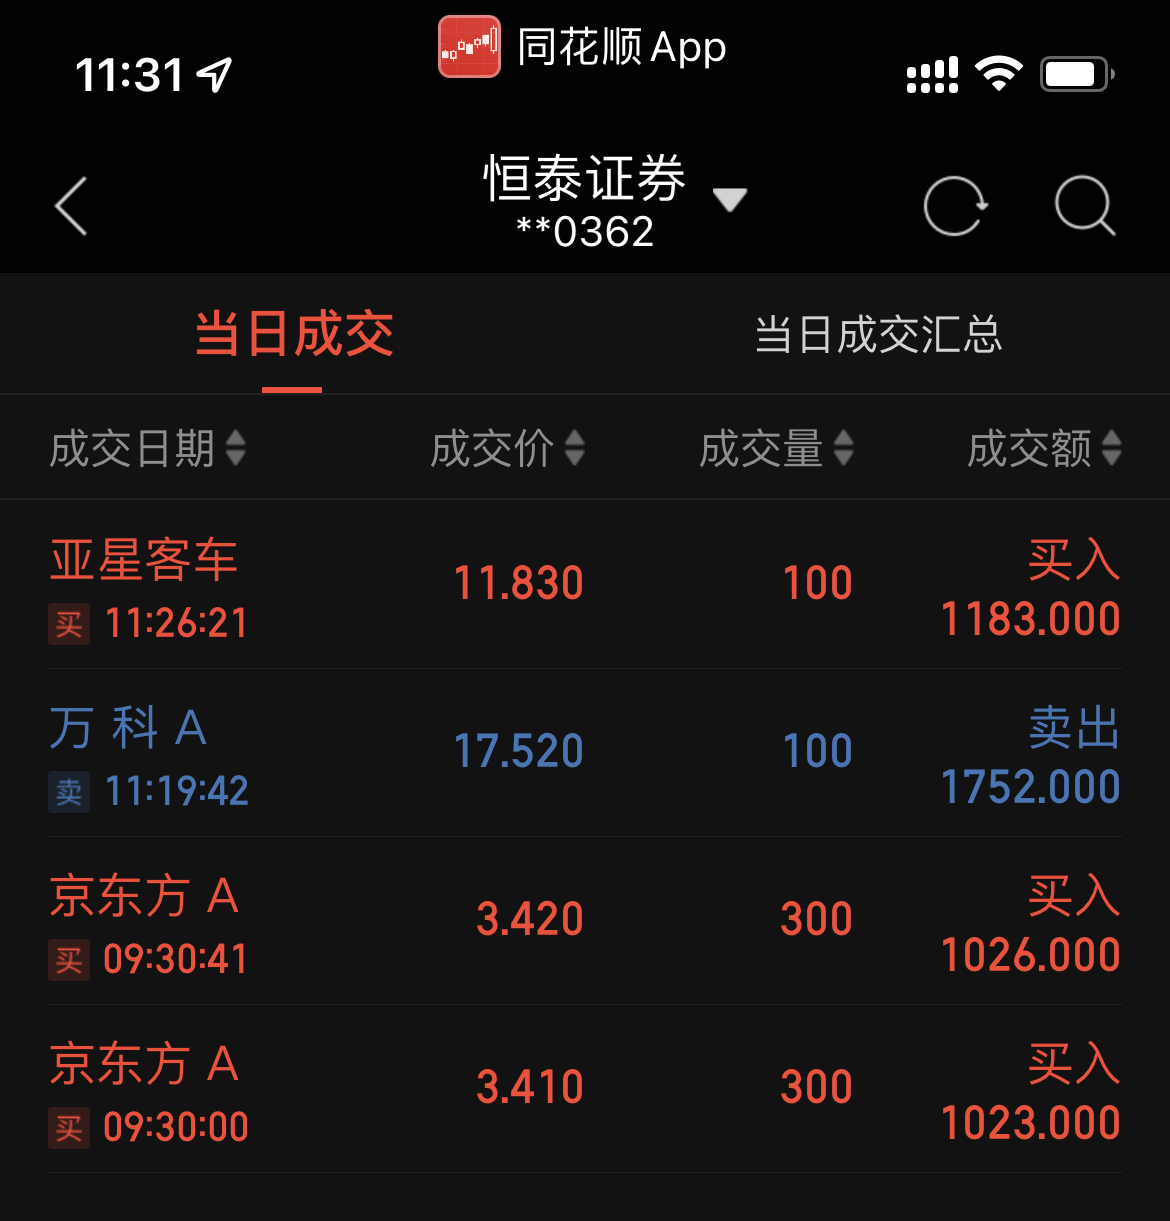 同花顺 App
11:31
恒泰证券
**0362
当日成交 当日成交汇总
成交日期 成交价 成交量 成交额
亚星客车 11.830 100 买入
买 11:26:21 1183.000
万 科 A 17.520 100 卖出
卖 11:19:42 1752.000
京东方 A 3.420 300 买入
买 09:30:41 1026.000
京东方 A 3.410 300 买入
买 09:30:00 1023.000